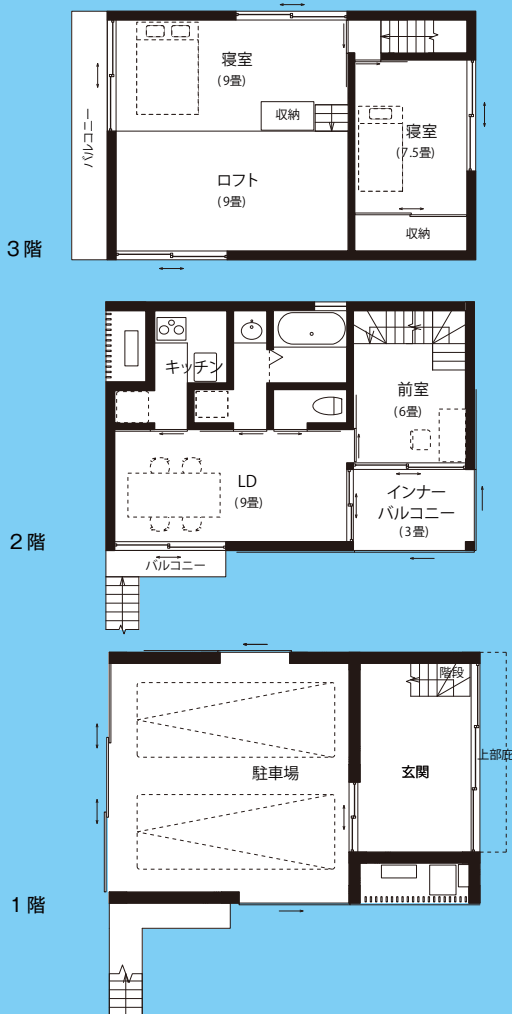 寝室
(9畳)
収納
寝室
(7.5畳)
バルコニー
ロフト
(9畳)
収納
3階
キッチン
前室
(6畳)
LD
(9畳)
インナー
バルコニー
(3畳)
2階
バルコニー
階段
駐車場
玄関
上部庇
1階